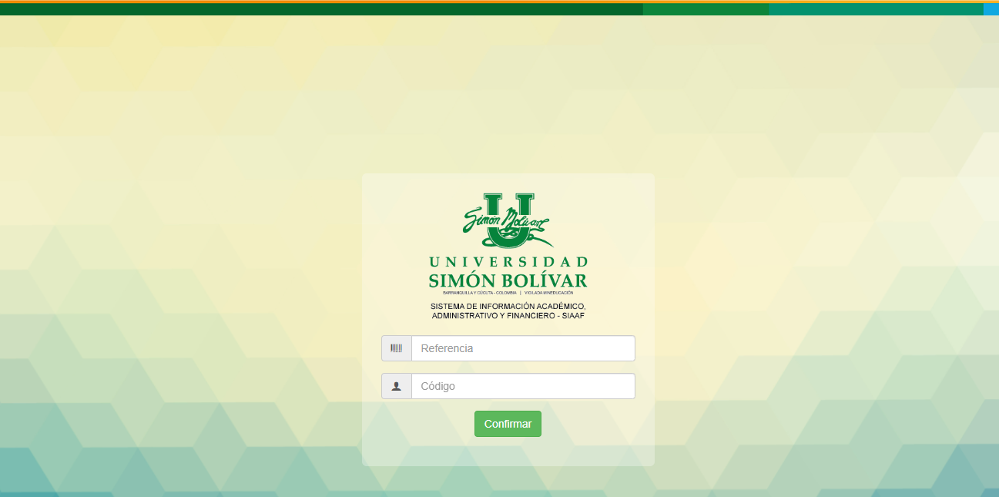 Simón Bolívar
UNIVERSIDAD
SIMÓN BOLÍVAR
BARRANQUILLA Y CÚCUTA - COLOMBIA | VIGILADA MINEDUCACIÓN
SISTEMA DE INFORMACIÓN ACADÉMICO,
ADMINISTRATIVO Y FINANCIERO - SIAAF
Referencia
Código
Confirmar